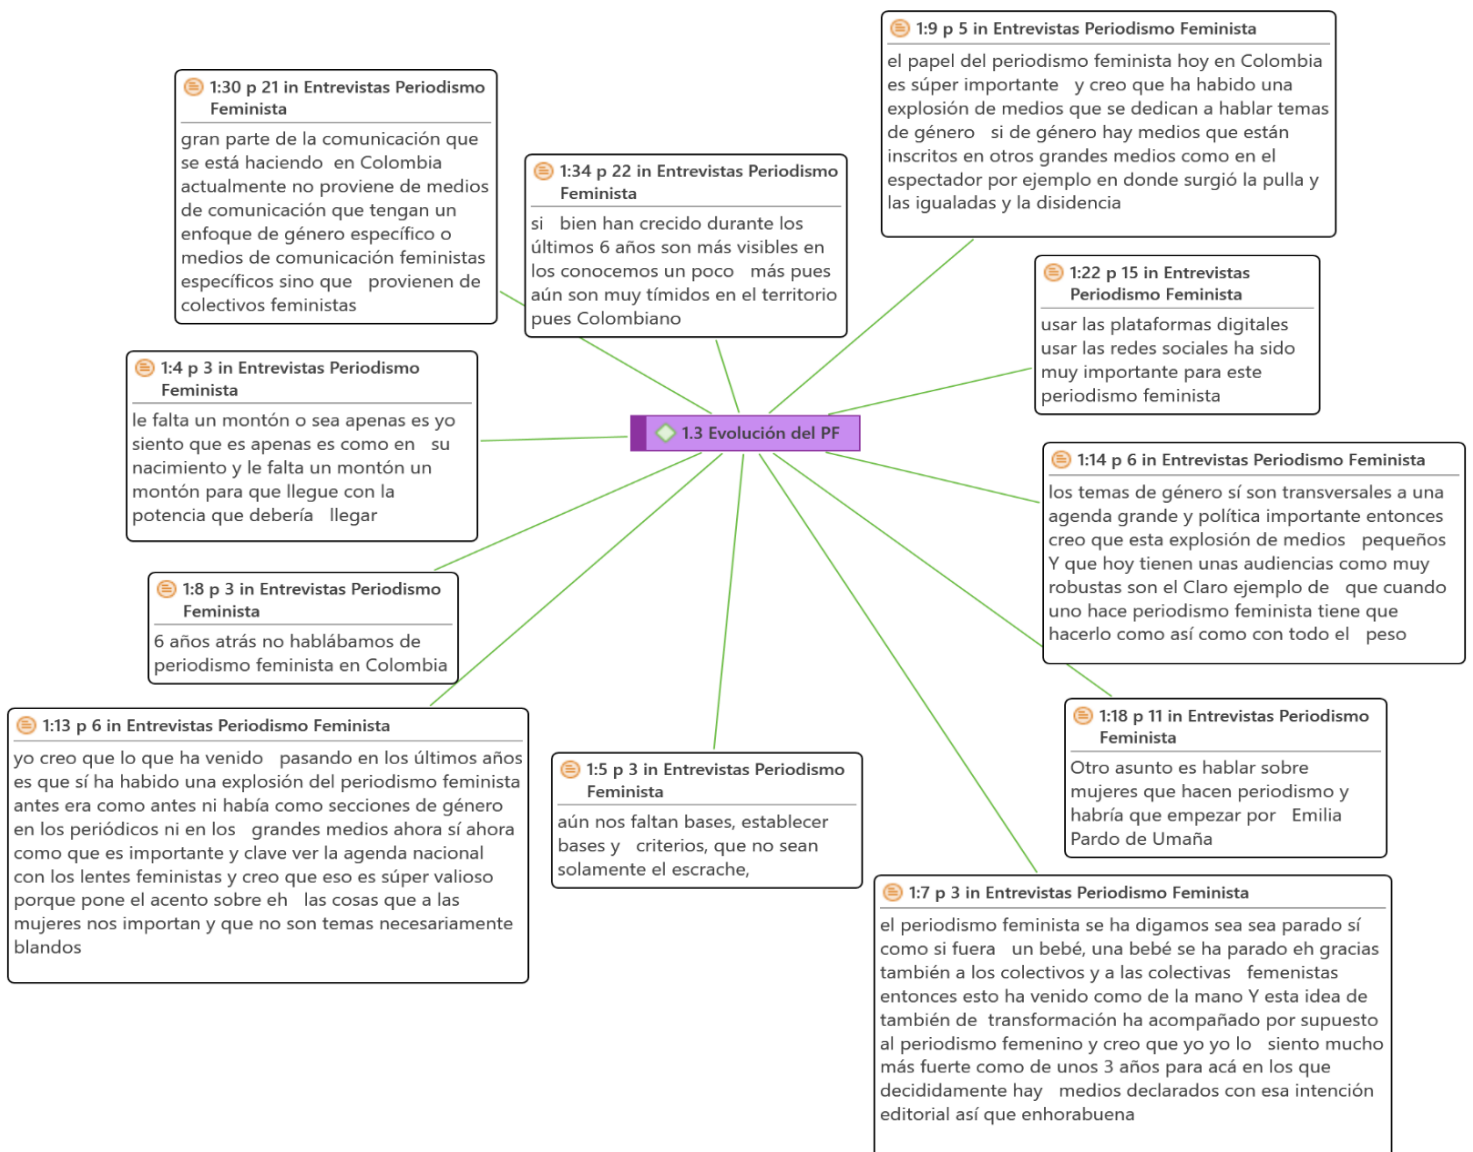 1:9 p 5 in Entrevistas Periodismo Feminista
el papel del periodismo feminista hoy en Colombia
es súper importante y creo que ha habido una
explosión de medios que se dedican a hablar temas
de género si de género hay medios que están
inscritos en otros grandes medios como en el
espectador por ejemplo en donde surgió la pulla y
las igualadas y la disidencia
1:30 p 21 in Entrevistas Periodismo
Feminista
gran parte de la comunicación que
se está haciendo en Colombia
actualmente no proviene de medios
de comunicación que tengan un
enfoque de género específico o
medios de comunicación feministas
específicos sino que provienen de
colectivos feministas
1:34 p 22 in Entrevistas Periodismo
Feminista
si bien han crecido durante los
últimos 6 años son más visibles en
los conocemos un poco más pues
aún son muy tímidos en el territorio
pues Colombiano
1:22 p 15 in Entrevistas
Periodismo Feminista
usar las plataformas digitales
usar las redes sociales ha sido
muy importante para este
periodismo feminista
1:4 p 3 in Entrevistas Periodismo
Feminista
le falta un montón o sea apenas es yo
siento que es apenas es como en su
nacimiento y le falta un montón un
montón para que llegue con la
potencia que debería llegar
1.3 Evolución del PF
1:14 p 6 in Entrevistas Periodismo Feminista
los temas de género sí son transversales a una
agenda grande y política importante entonces
creo que esta explosión de medios pequeños
Y que hoy tienen unas audiencias como muy
robustas son el Claro ejemplo de que cuando
uno hace periodismo feminista tiene que
hacerlo como así como con todo el peso
1:8 p 3 in Entrevistas Periodismo
Feminista
6 años atrás no hablábamos de
periodismo feminista en Colombia
1:13 p 6 in Entrevistas Periodismo Feminista
yo creo que lo que ha venido pasando en los últimos años
es que sí ha habido una explosión del periodismo feminista
antes era como antes ni había como secciones de género
en los periódicos ni en los grandes medios ahora sí ahora
como que es importante y clave ver la agenda nacional
con los lentes feministas y creo que eso es súper valioso
porque pone el acento sobre eh las cosas que a las
mujeres nos importan y que no son temas necesariamente
blandos
1:5 p 3 in Entrevistas Periodismo
Feminista
aún nos faltan bases, establecer
bases y criterios, que no sean
solamente el escrache,
1:18 p 11 in Entrevistas Periodismo
Feminista
Otro asunto es hablar sobre
mujeres que hacen periodismo y
habría que empezar por Emilia
Pardo de Umaña
1:7 p 3 in Entrevistas Periodismo Feminista
el periodismo feminista se ha digamos sea sea parado sí
como si fuera un bebé, una bebé se ha parado eh gracias
también a los colectivos y a las colectivas femenistas
entonces esto ha venido como de la mano Y esta idea de
también de transformación ha acompañado por supuesto
al periodismo femenino y creo que yo yo lo siento mucho
más fuerte como de unos 3 años para acá en los que
decididamente hay medios declarados con esa intención
editorial así que enhorabuena